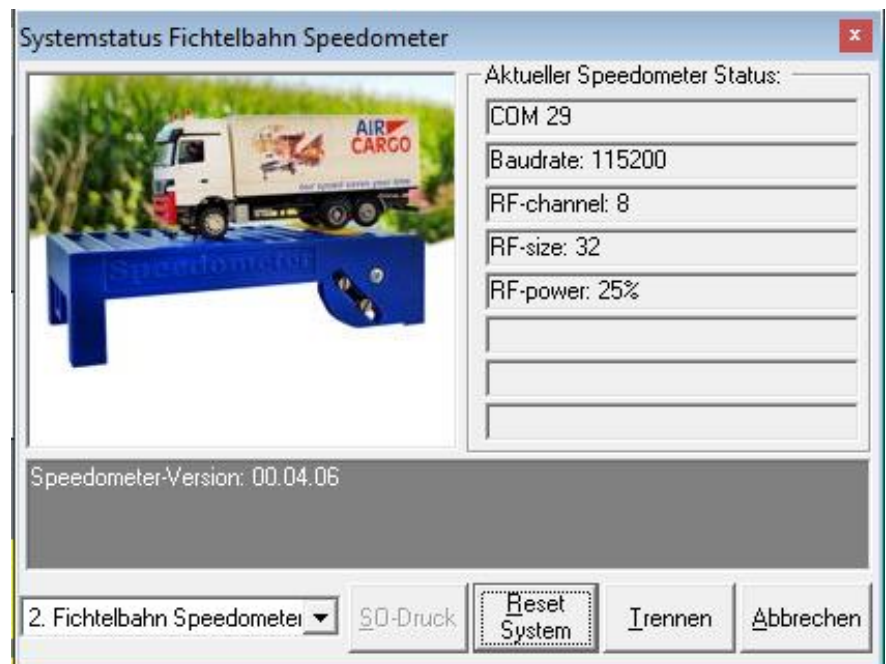 Systemstatus Fichtelbahn Speedometer
x
Aktueller Speedometer Status:
COM 29
Baudrate: 115200
RF-channel: 8
RF-size: 32
RF-power: 25%
AIR
CARGO
Speedometer
Speedometer-Version: 00.04.06
2. Fichtelbahn Speedometer
SO-Druck
Reset
System
Trennen
Abbrechen